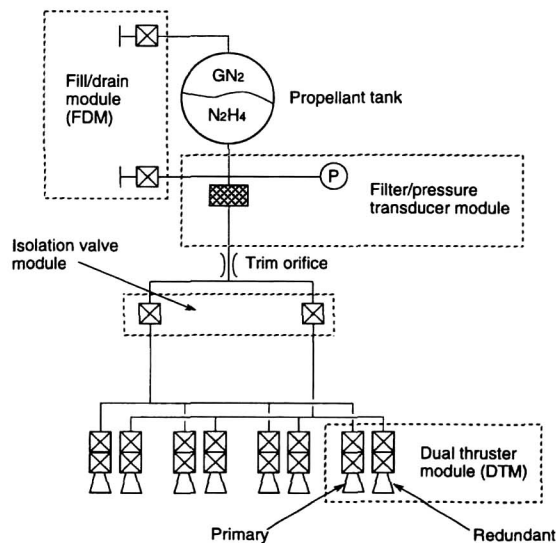 Fill/drain
module
(FDM)
GN2
N2H4
Propellant tank
P
Filter/pressure
transducer module
Isolation valve
module
Trim orifice
Dual thruster
module (DTM)
Primary
Redundant